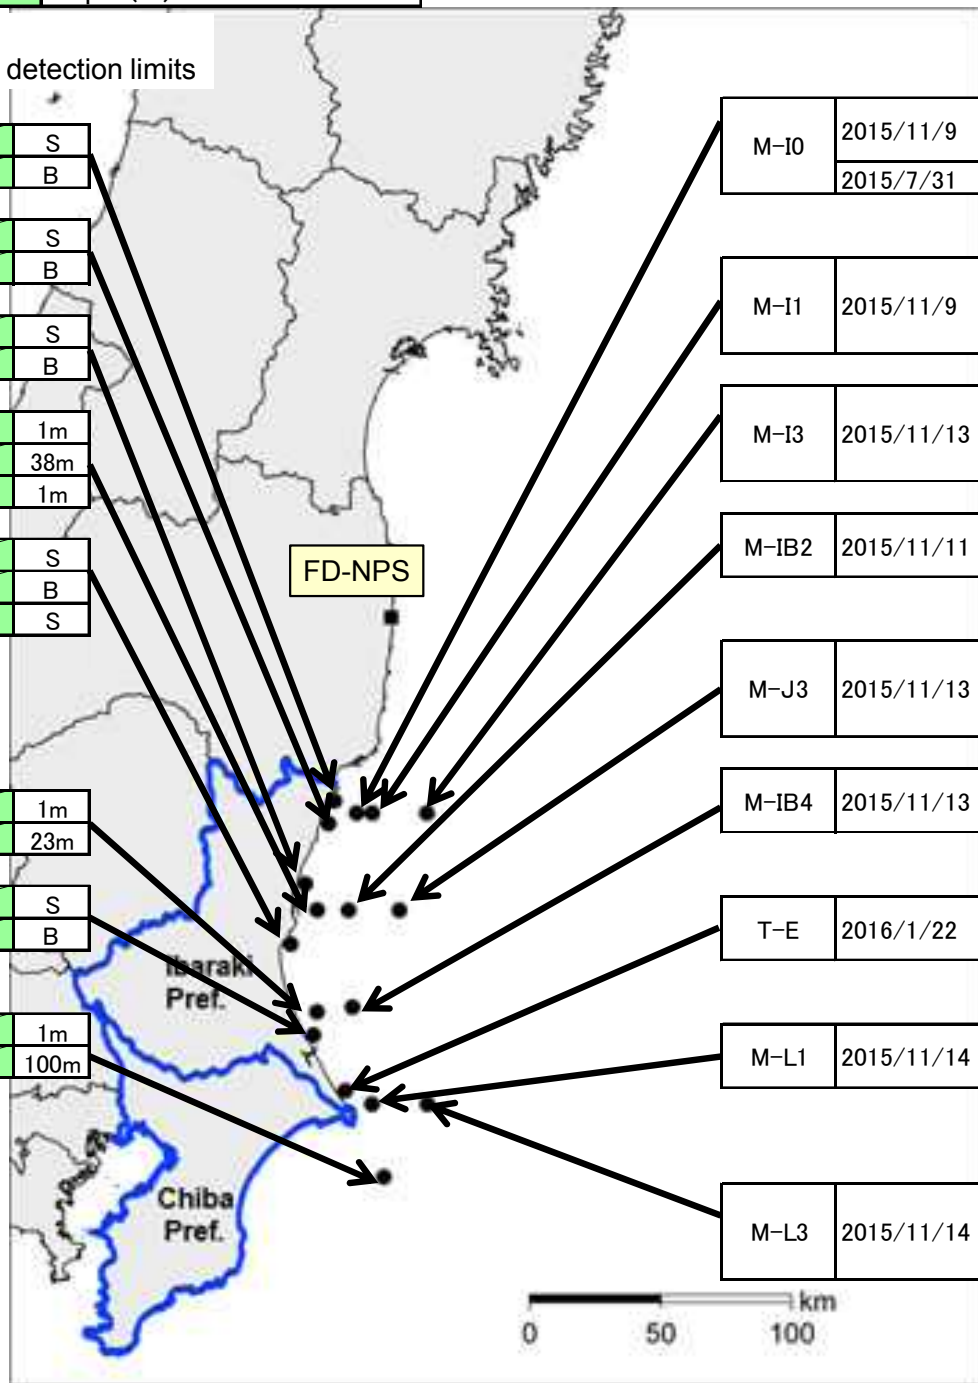 detection limits
S
B
S
B
S
B
1m
38m
1m
S
B
S
1m
23m
S
B
1m
100m
FD-NPS
Ibaraki
Pref.
Chiba
Pref.
M-I0 2015/11/9
2015/7/31
M-I1 2015/11/9
M-I3 2015/11/13
M-IB2 2015/11/11
M-J3 2015/11/13
M-IB4 2015/11/13
T-E 2016/1/22
M-L1 2015/11/14
M-L3 2015/11/14
km
0 50 100